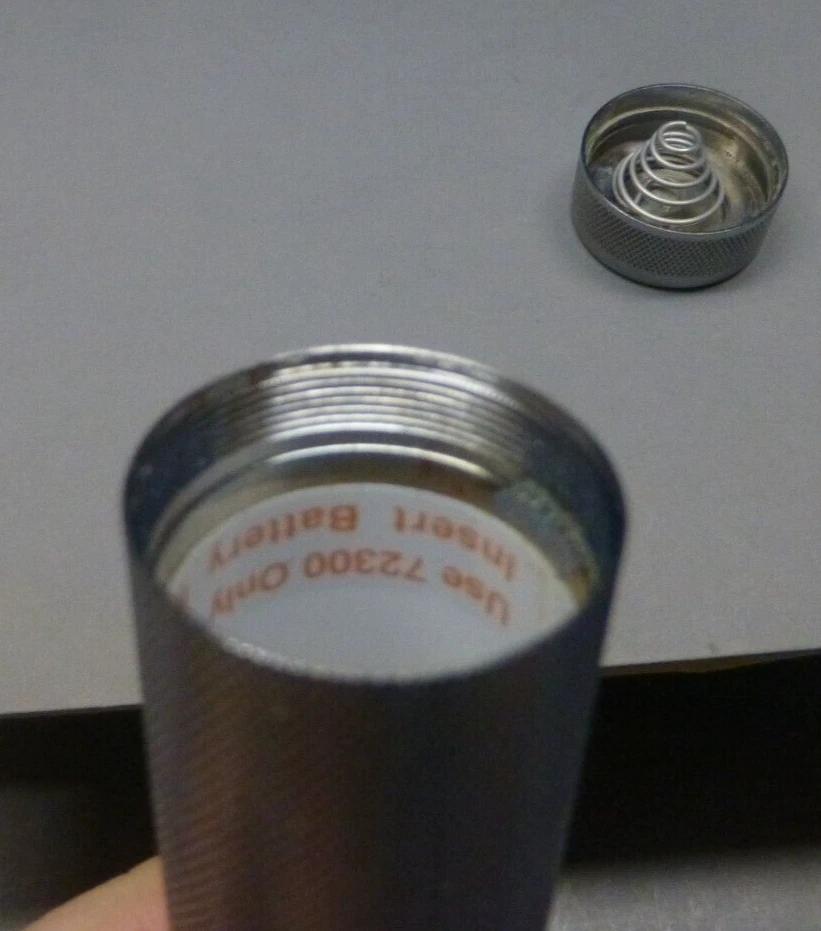 Use 72300 Only
Insert Battery